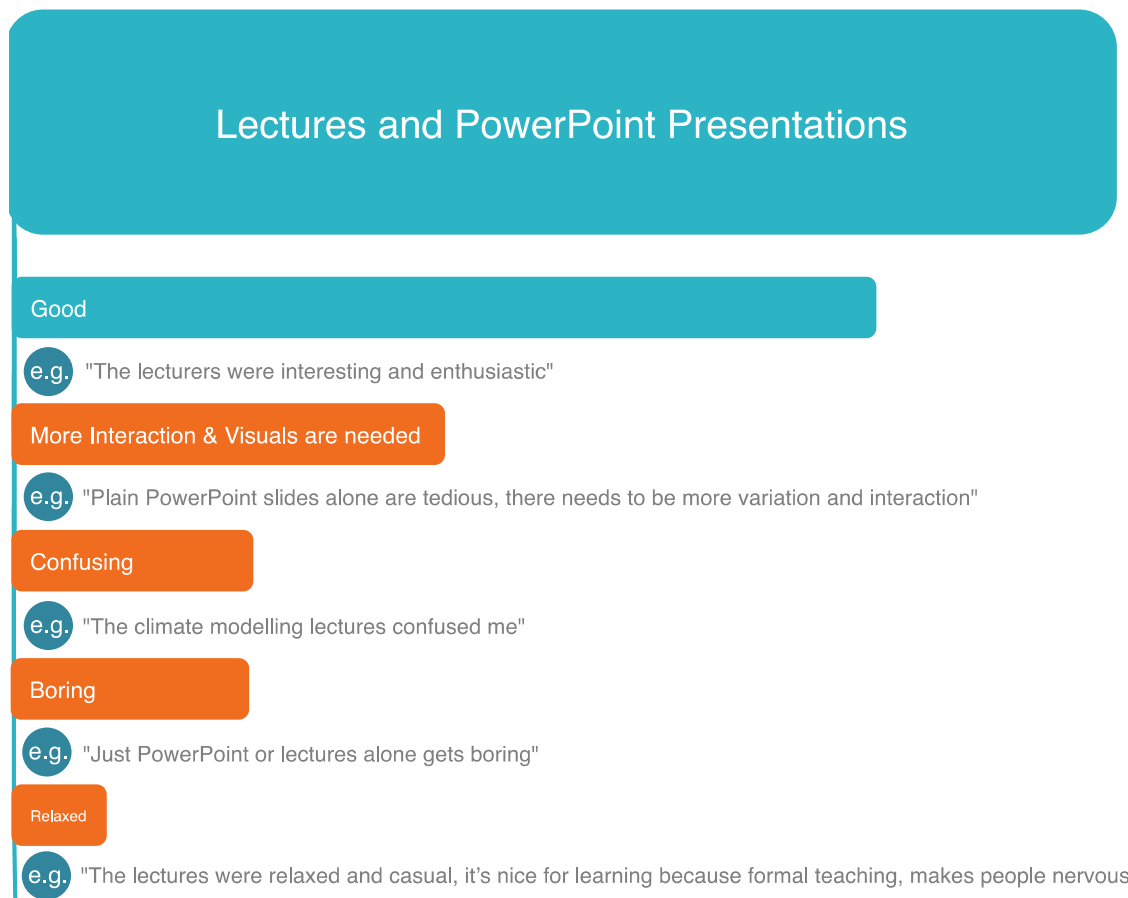 Lectures and PowerPoint Presentations
Good
e.g. "The lecturers were interesting and enthusiastic"
More Interaction & Visuals are needed
e.g. "Plain PowerPoint slides alone are tedious, there needs to be more variation and interaction"
Confusing
e.g. "The climate modelling lectures confused me"
Boring
e.g. "Just PowerPoint or lectures alone gets boring"
Relaxed
e.g. "The lectures were relaxed and casual, it’s nice for learning because formal teaching, makes people nervous